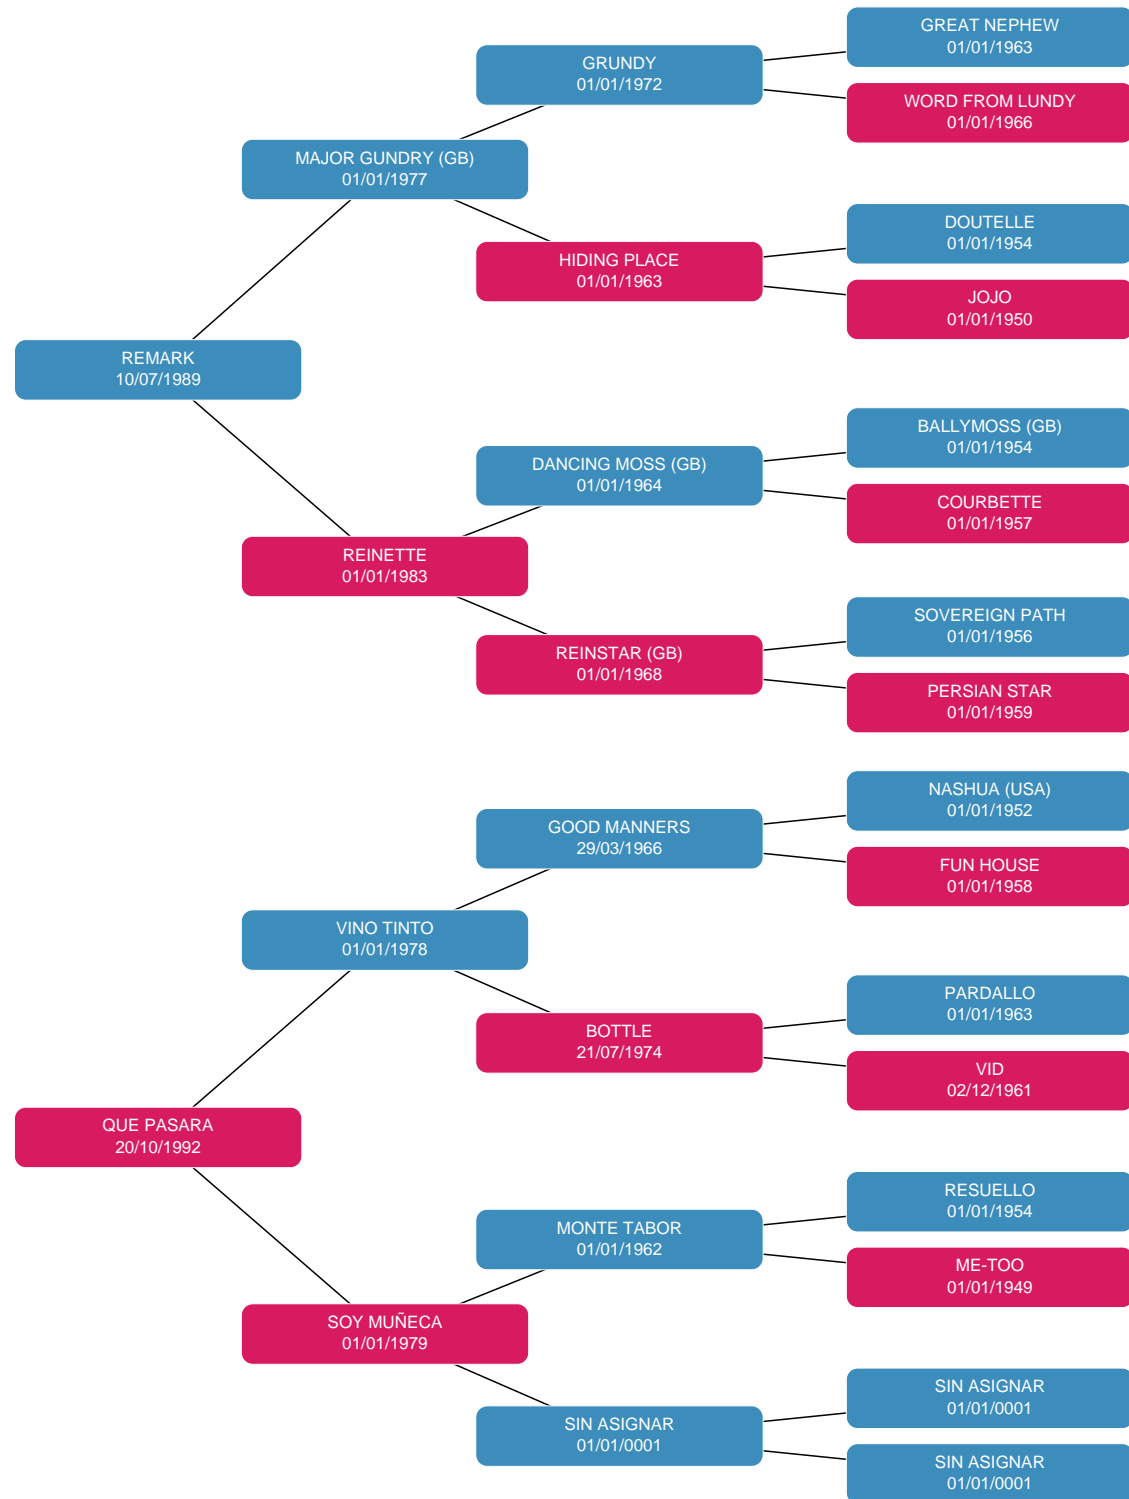 GREAT NEPHEW
01/01/1963
GRUNDY
01/01/1972
WORD FROM LUNDY
01/01/1966
MAJOR GUNDRY (GB)
01/01/1977
DOUTELLE
01/01/1954
HIDING PLACE
01/01/1963
JOJO
01/01/1950
REMARK
10/07/1989
BALLYMOSS (GB)
01/01/1954
DANCING MOSS (GB)
01/01/1964
COURBETTE
01/01/1957
REINETTE
01/01/1983
SOVEREIGN PATH
01/01/1956
REINSTAR (GB)
01/01/1968
PERSIAN STAR
01/01/1959
NASHUA (USA)
01/01/1952
GOOD MANNERS
29/03/1966
FUN HOUSE
01/01/1958
VINO TINTO
01/01/1978
PARDALLO
01/01/1963
BOTTLE
21/07/1974
VID
02/12/1961
QUE PASARA
20/10/1992
RESUELLO
01/01/1954
MONTE TABOR
01/01/1962
ME-TOO
01/01/1949
SOY MUÑECA
01/01/1979
SIN ASIGNAR
01/01/0001
SIN ASIGNAR
01/01/0001
SIN ASIGNAR
01/01/0001